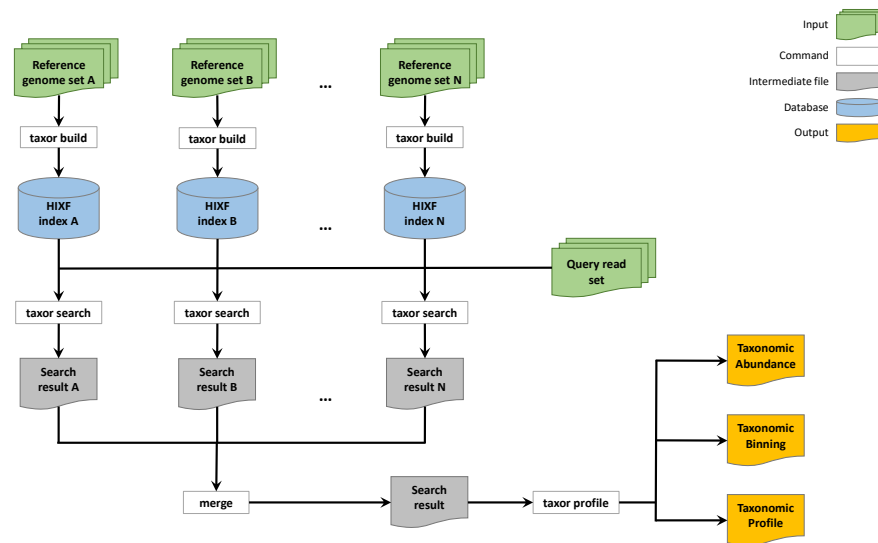 Input
Command
Intermediate file
Database
Output
Reference
genome set A
Reference
genome set B
...
Reference
genome set N
taxor build
taxor build
taxor build
HIXF
index A
HIXF
index B
...
HIXF
index N
Query read
set
taxor search
taxor search
taxor search
Search
result A
Search
result B
...
Search
result N
Taxonomic
Abundance
Taxonomic
Binning
merge
Search
result
taxor profile
Taxonomic
Profile